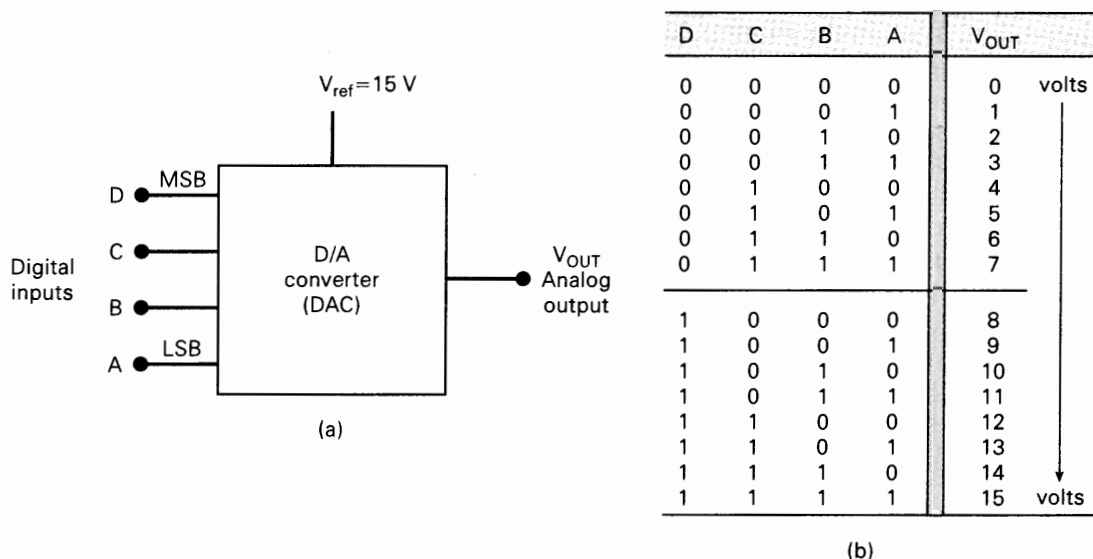 V_ref = 15 V
D MSB
C
B
A LSB
Digital inputs
D/A converter (DAC)
V_OUT Analog output
(a)
D C B A V_OUT
0 0 0 0 0 volts
0 0 0 1 1
0 0 1 0 2
0 0 1 1 3
0 1 0 0 4
0 1 0 1 5
0 1 1 0 6
0 1 1 1 7
1 0 0 0 8
1 0 0 1 9
1 0 1 0 10
1 0 1 1 11
1 1 0 0 12
1 1 0 1 13
1 1 1 0 14
1 1 1 1 15 volts
(b)